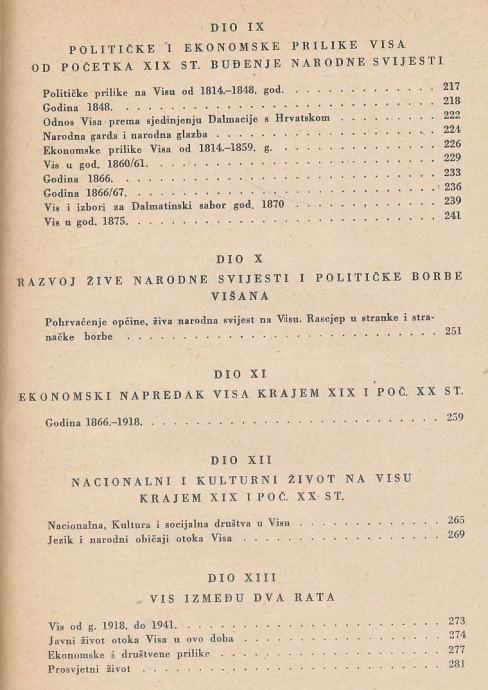 DIO IX
POLITIČKE I EKONOMSKE PRILIKE VISA
OD POČETKA XIX ST. BUĐENJE NARODNE SVIJESTI
Političke prilike na Visu od 1814.–1848. god. . . . . . . . . . . . 217
Godina 1848. . . . . . . . . . . . . . . . . . . . . . . 218
Odnos Visa prema sjedinjenju Dalmacije s Hrvatskom . . . . . . . . 222
Narodna garda i narodna glazba . . . . . . . . . . . . . . . . 224
Ekonomske prilike Visa od 1814.–1859. g. . . . . . . . . . . . . 226
Vis u god. 1860/61. . . . . . . . . . . . . . . . . . . . . 229
Godina 1866. . . . . . . . . . . . . . . . . . . . . . . 233
Godina 1866/67. . . . . . . . . . . . . . . . . . . . . . 236
Vis i izbori za Dalmatinski sabor god. 1870 . . . . . . . . . . 239
Vis u god. 1875. . . . . . . . . . . . . . . . . . . . . . 241
DIO X
RAZVOJ ŽIVE NARODNE SVIJESTI I POLITIČKE BORBE
VIŠANA
Pohrvaćenje općine, živa narodna svijest na Visu. Rascjep u stranke i stra-
načke borbe . . . . . . . . . . . . . . . . . . . . . . . 251
DIO XI
EKONOMSKI NAPREDAK VISA KRAJEM XIX I POČ. XX ST.
Godina 1866.–1918. . . . . . . . . . . . . . . . . . . . . 259
DIO XII
NACIONALNI I KULTURNI ŽIVOT NA VISU
KRAJEM XIX I POČ. XX ST.
Nacionalna, Kultura i socijalna društva u Visu . . . . . . . . . . 265
Jezik i narodni običaji otoka Visa . . . . . . . . . . . . . . 269
DIO XIII
VIS IZMEĐU DVA RATA
Vis od g. 1918. do 1941. . . . . . . . . . . . . . . . . . . 273
Javni život otoka Visa u ovo doba . . . . . . . . . . . . . . 274
Ekonomske i društvene prilike . . . . . . . . . . . . . . . . 277
Prosvjetni život . . . . . . . . . . . . . . . . . . . . . 281